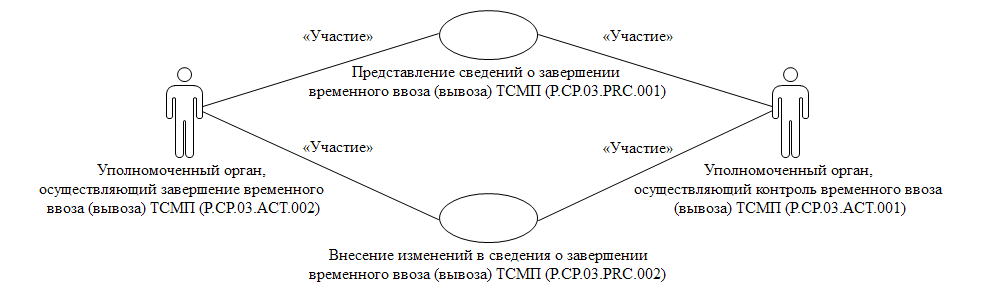 «Участие»
«Участие»
Представление сведений о завершении
временного ввоза (вывоза) ТСМП (P.CP.03.PRC.001)
«Участие»
«Участие»
Уполномоченный орган,
осуществляющий завершение временного
ввоза (вывоза) ТСМП (P.CP.03.ACT.002)
Уполномоченный орган,
осуществляющий контроль временного ввоза
(вывоза) ТСМП (P.CP.03.ACT.001)
Внесение изменений в сведения о завершении
временного ввоза (вывоза) ТСМП (P.CP.03.PRC.002)